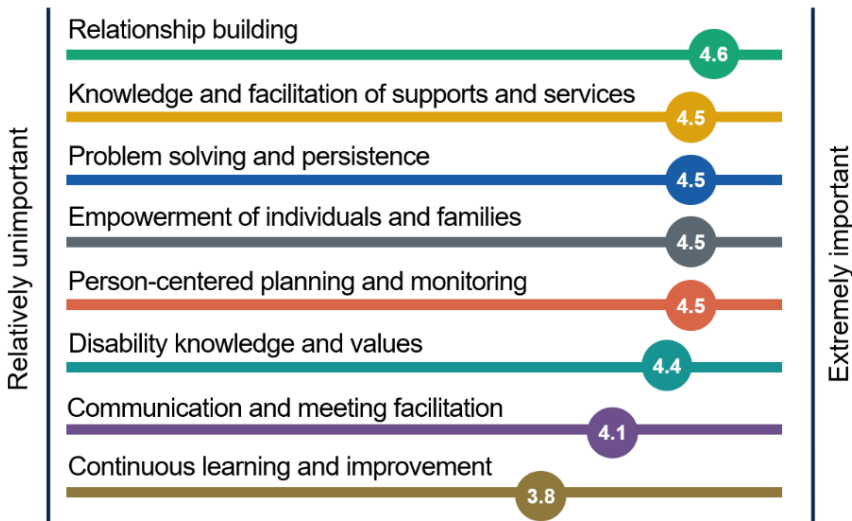 Relatively unimportant
Relationship building
4.6
Knowledge and facilitation of supports and services
4.5
Problem solving and persistence
4.5
Empowerment of individuals and families
4.5
Person-centered planning and monitoring
4.5
Disability knowledge and values
4.4
Communication and meeting facilitation
4.1
Continuous learning and improvement
3.8
Extremely important